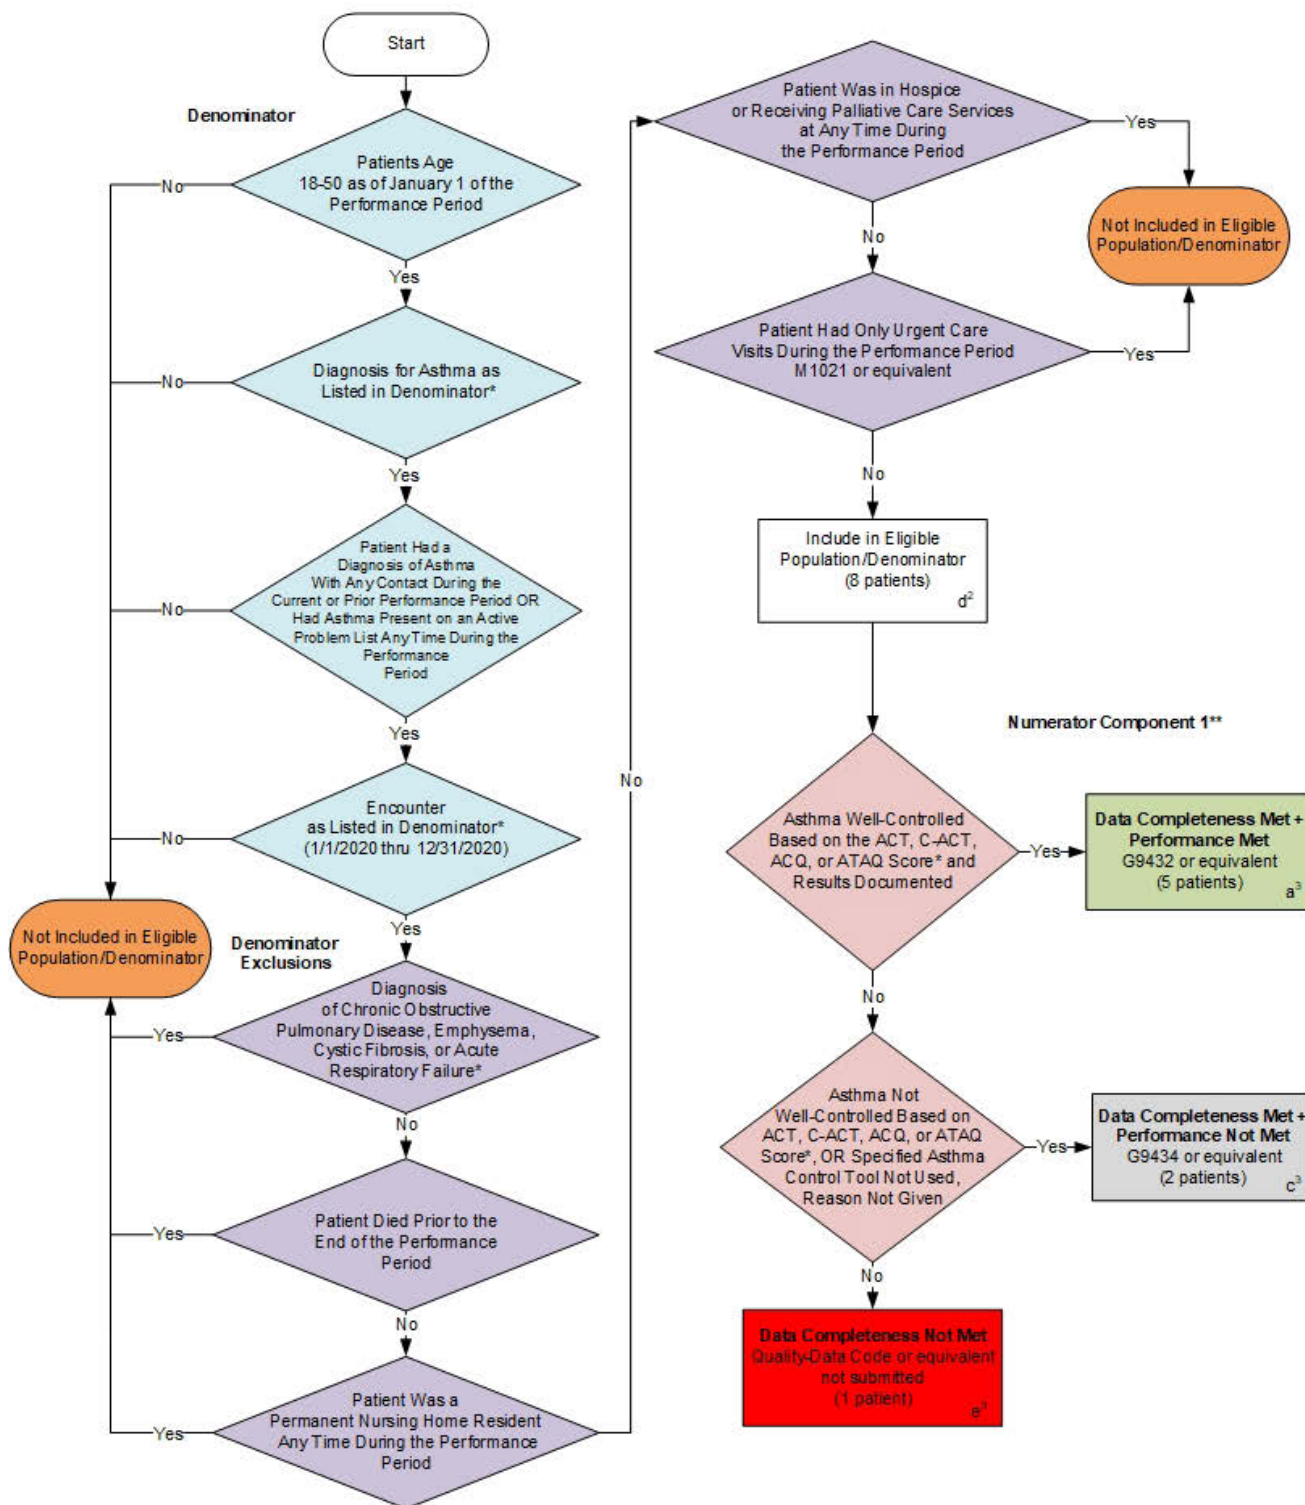 Start
Denominator
Patients Age
18-50 as of January 1 of the
Performance Period
No
Yes
Diagnosis for Asthma as
Listed in Denominator*
No
Yes
Patient Had a
Diagnosis of Asthma
With Any Contact During the
Current or Prior Performance Period OR
Had Asthma Present on an Active
Problem List Any Time During the
Performance
Period
No
Yes
Encounter
as Listed in Denominator*
(1/1/2020 thru 12/31/2020)
No
Yes
Not Included in Eligible
Population/Denominator
Denominator
Exclusions
Diagnosis
of Chronic Obstructive
Pulmonary Disease, Emphysema,
Cystic Fibrosis, or Acute
Respiratory Failure*
Yes
No
Patient Died Prior to the
End of the Performance
Period
Yes
No
Patient Was a
Permanent Nursing Home Resident
Any Time During the Performance
Period
Yes
No
Patient Was in Hospice
or Receiving Palliative Care Services
at Any Time During
the Performance Period
Yes
No
Not Included in Eligible
Population/Denominator
Patient Had Only Urgent Care
Visits During the Performance Period
M1021 or equivalent
Yes
No
Include in Eligible
Population/Denominator
(8 patients)
d²
Numerator Component 1**
Asthma Well-Controlled
Based on the ACT, C-ACT,
ACQ, or ATAQ Score* and
Results Documented
Yes
Data Completeness Met +
Performance Met
G9432 or equivalent
(5 patients)
a³
No
Asthma Not
Well-Controlled Based on
ACT, C-ACT, ACQ, or ATAQ
Score*, OR Specified Asthma
Control Tool Not Used,
Reason Not Given
Yes
Data Completeness Met +
Performance Not Met
G9434 or equivalent
(2 patients)
c³
No
Data Completeness Not Met
Quality-Data Code or equivalent
not submitted
(1 patient)
e³